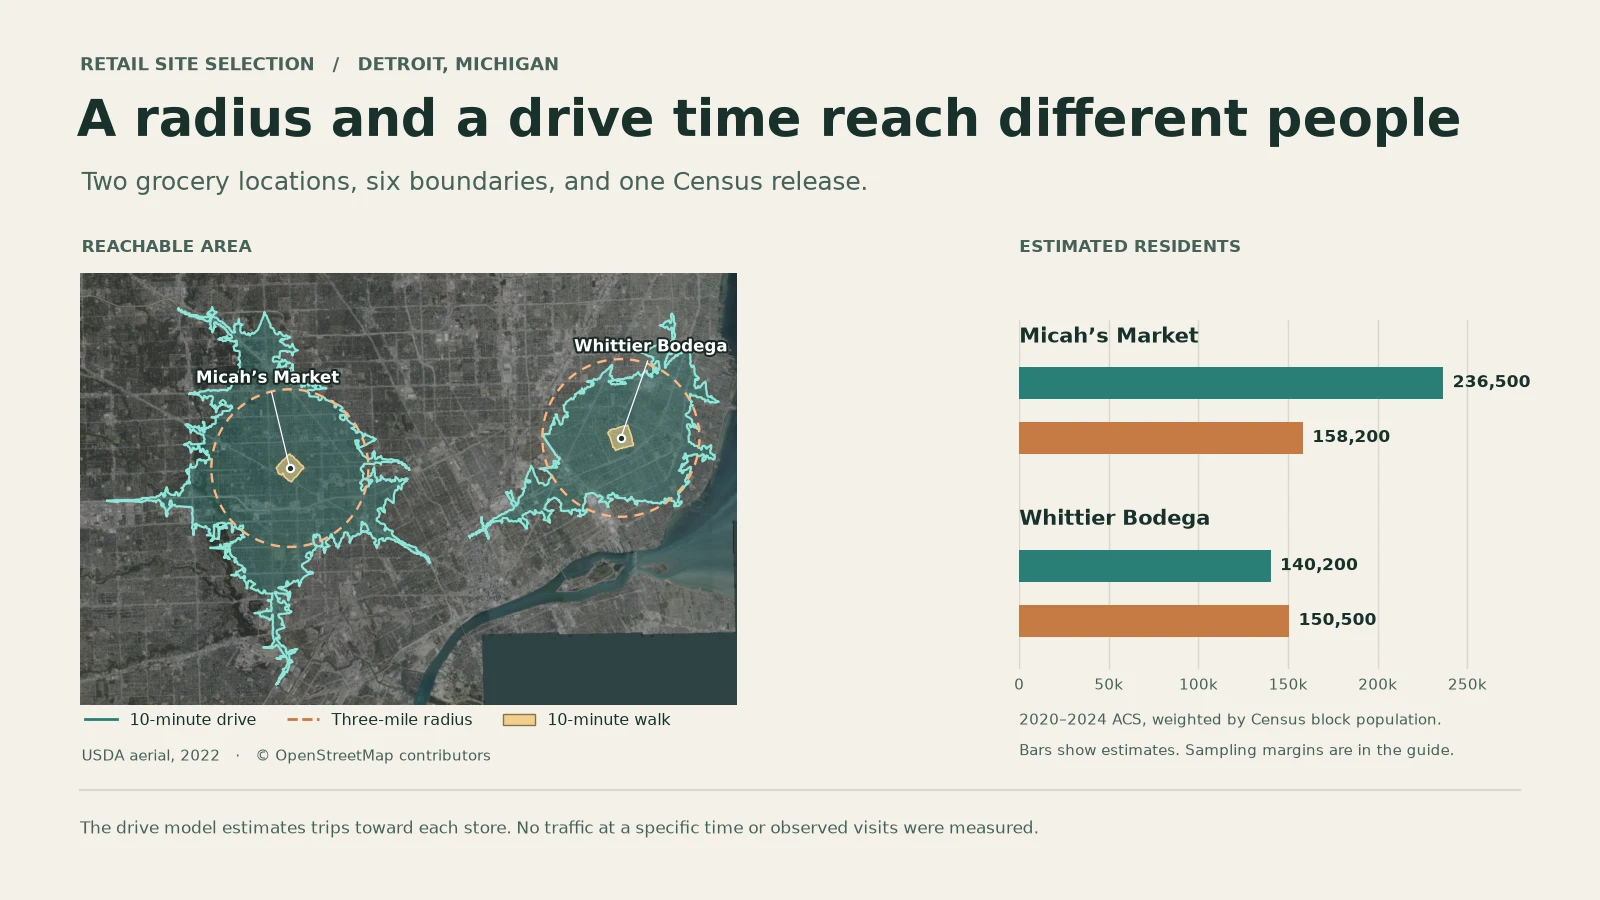 RETAIL SITE SELECTION / DETROIT, MICHIGAN
A radius and a drive time reach different people
Two grocery locations, six boundaries, and one Census release.
REACHABLE AREA
Micah’s Market
Whittier Bodega
10-minute drive
Three-mile radius
10-minute walk
USDA aerial, 2022 · © OpenStreetMap contributors
ESTIMATED RESIDENTS
Micah’s Market
236,500
158,200
Whittier Bodega
140,200
150,500
0 50k 100k 150k 200k 250k
2020–2024 ACS, weighted by Census block population.
Bars show estimates. Sampling margins are in the guide.
The drive model estimates trips toward each store. No traffic at a specific time or observed visits were measured.